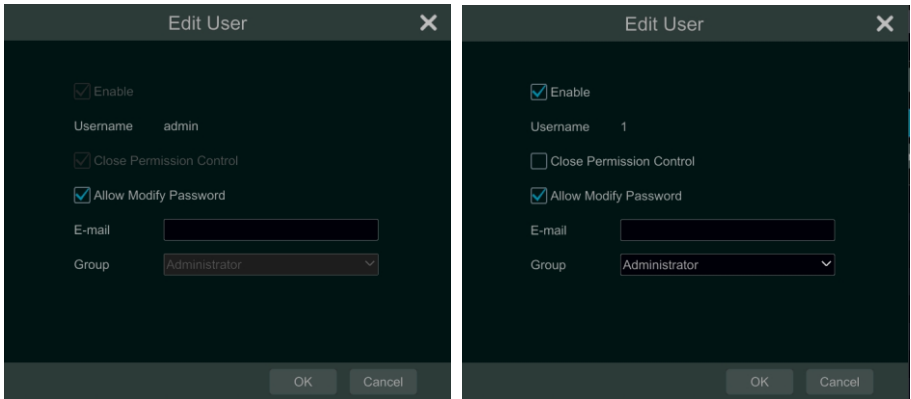 Edit User
Enable
Username admin
Close Permission Control
Allow Modify Password
E-mail
Group Administrator
OK Cancel
Edit User
Enable
Username 1
Close Permission Control
Allow Modify Password
E-mail
Group Administrator
OK Cancel